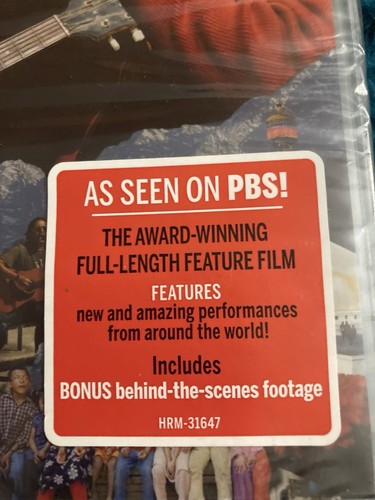 AS SEEN ON PBS!
THE AWARD-WINNING
FULL-LENGTH FEATURE FILM
FEATURES
new and amazing performances
from around the world!
Includes
BONUS behind-the-scenes footage
HRM-31647